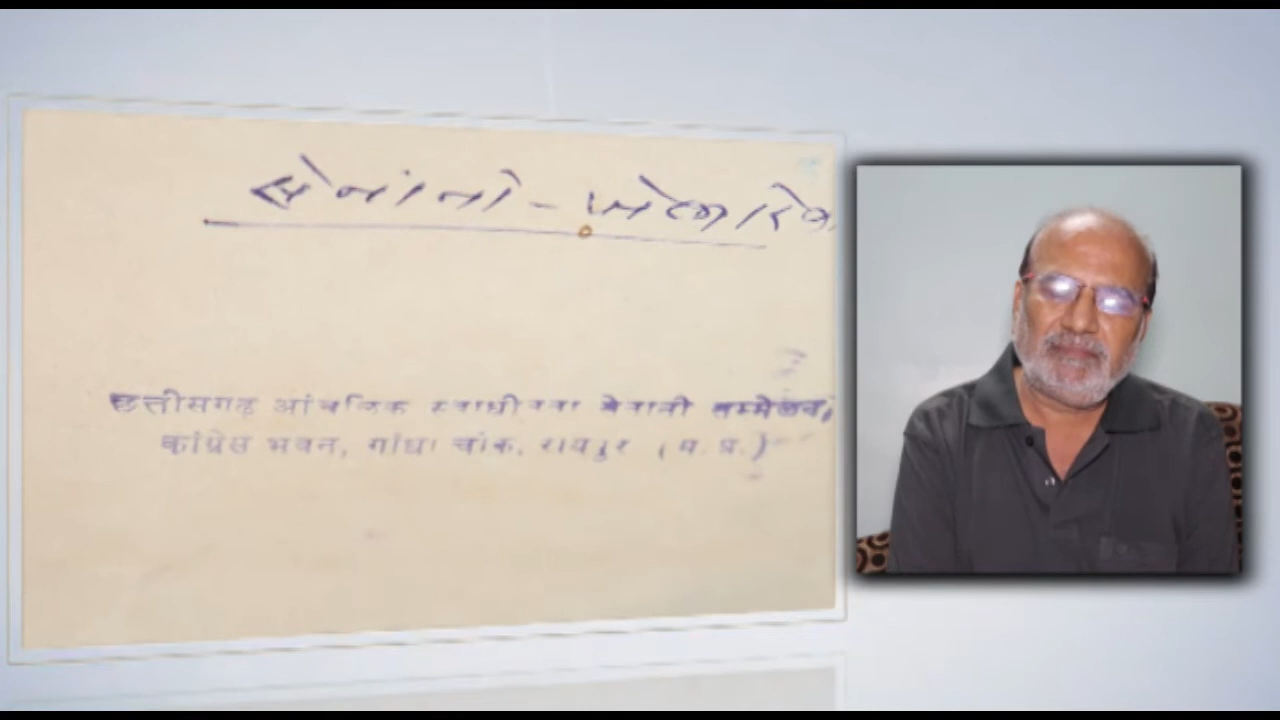 सेनानी -
छत्तीसगढ़ आंचलिक स्वाधीनता सेनानी सम्मेलन,
कांग्रेस भवन, गांधी चौक, रायपुर (म. प्र.)